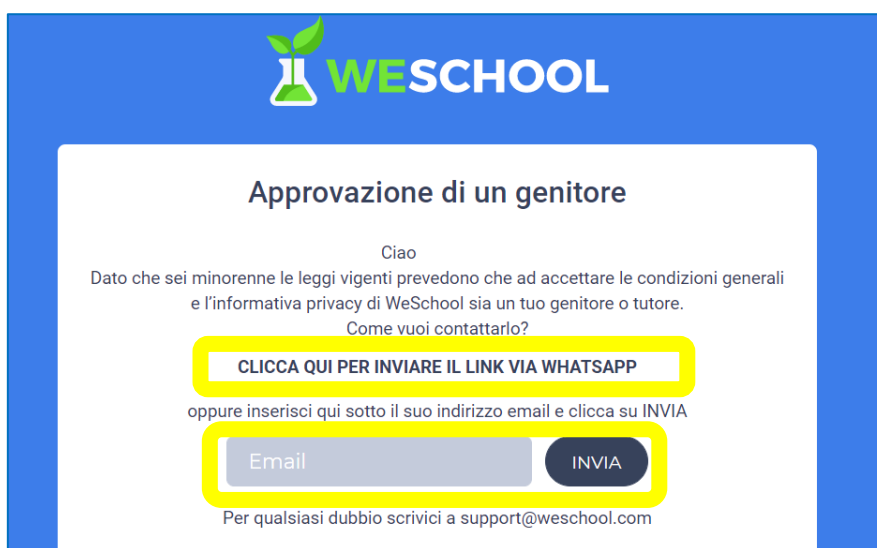 WESCHOOL
Approvazione di un genitore
Ciao
Dato che sei minorenne le leggi vigenti prevedono che ad accettare le condizioni generali
e l'informativa privacy di WeSchool sia un tuo genitore o tutore.
Come vuoi contattarlo?
CLICCA QUI PER INVIARE IL LINK VIA WHATSAPP
oppure inserisci qui sotto il suo indirizzo email e clicca su INVIA
Email INVIA
Per qualsiasi dubbio scrivici a support@weschool.com